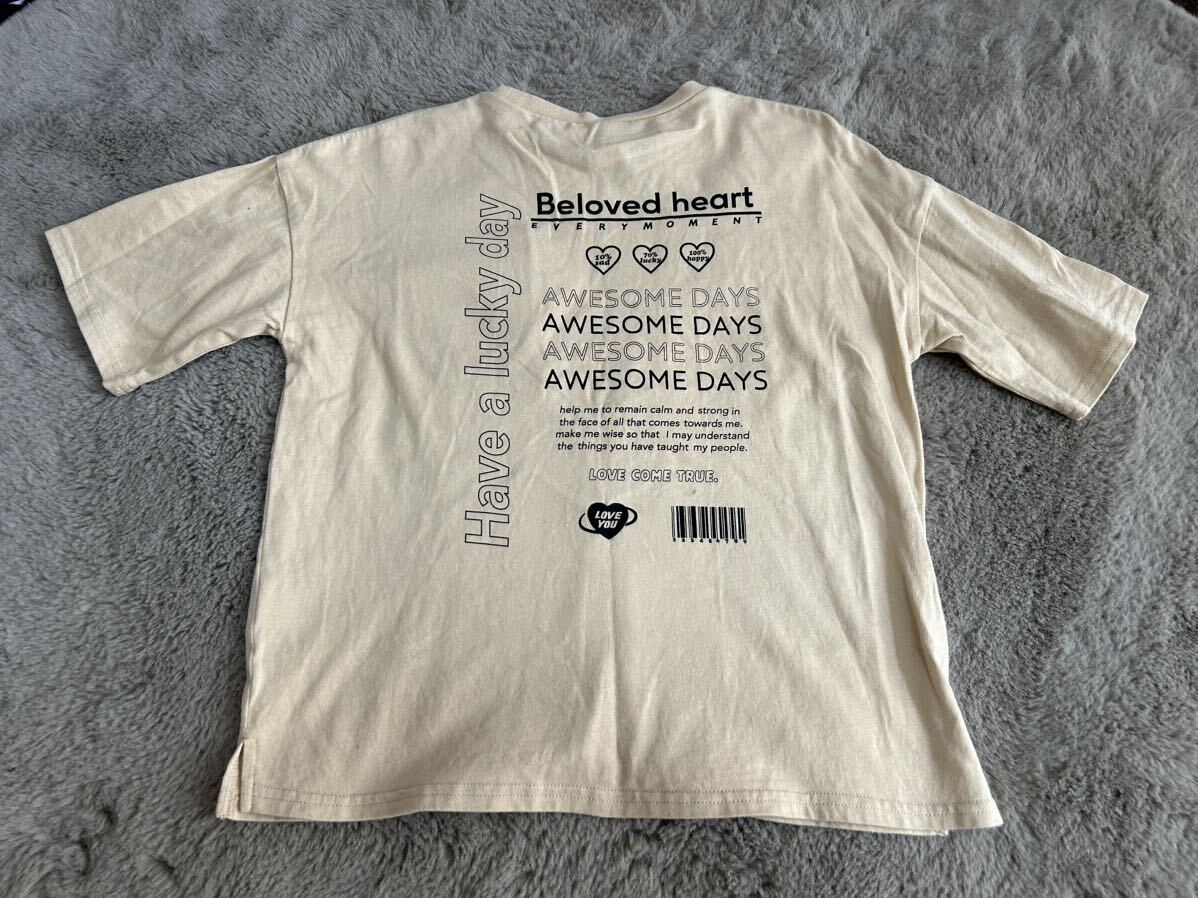 Have a lucky day
Beloved heart
EVERYMOMENT
10%
sad
70%
lucky
100%
happy
AWESOME DAYS
AWESOME DAYS
AWESOME DAYS
AWESOME DAYS
help me to remain calm and strong in
the face of all that comes towards me.
make me wise so that I may understand
the things you have taught my people.
LOVE COME TRUE.
LOVE
YOU